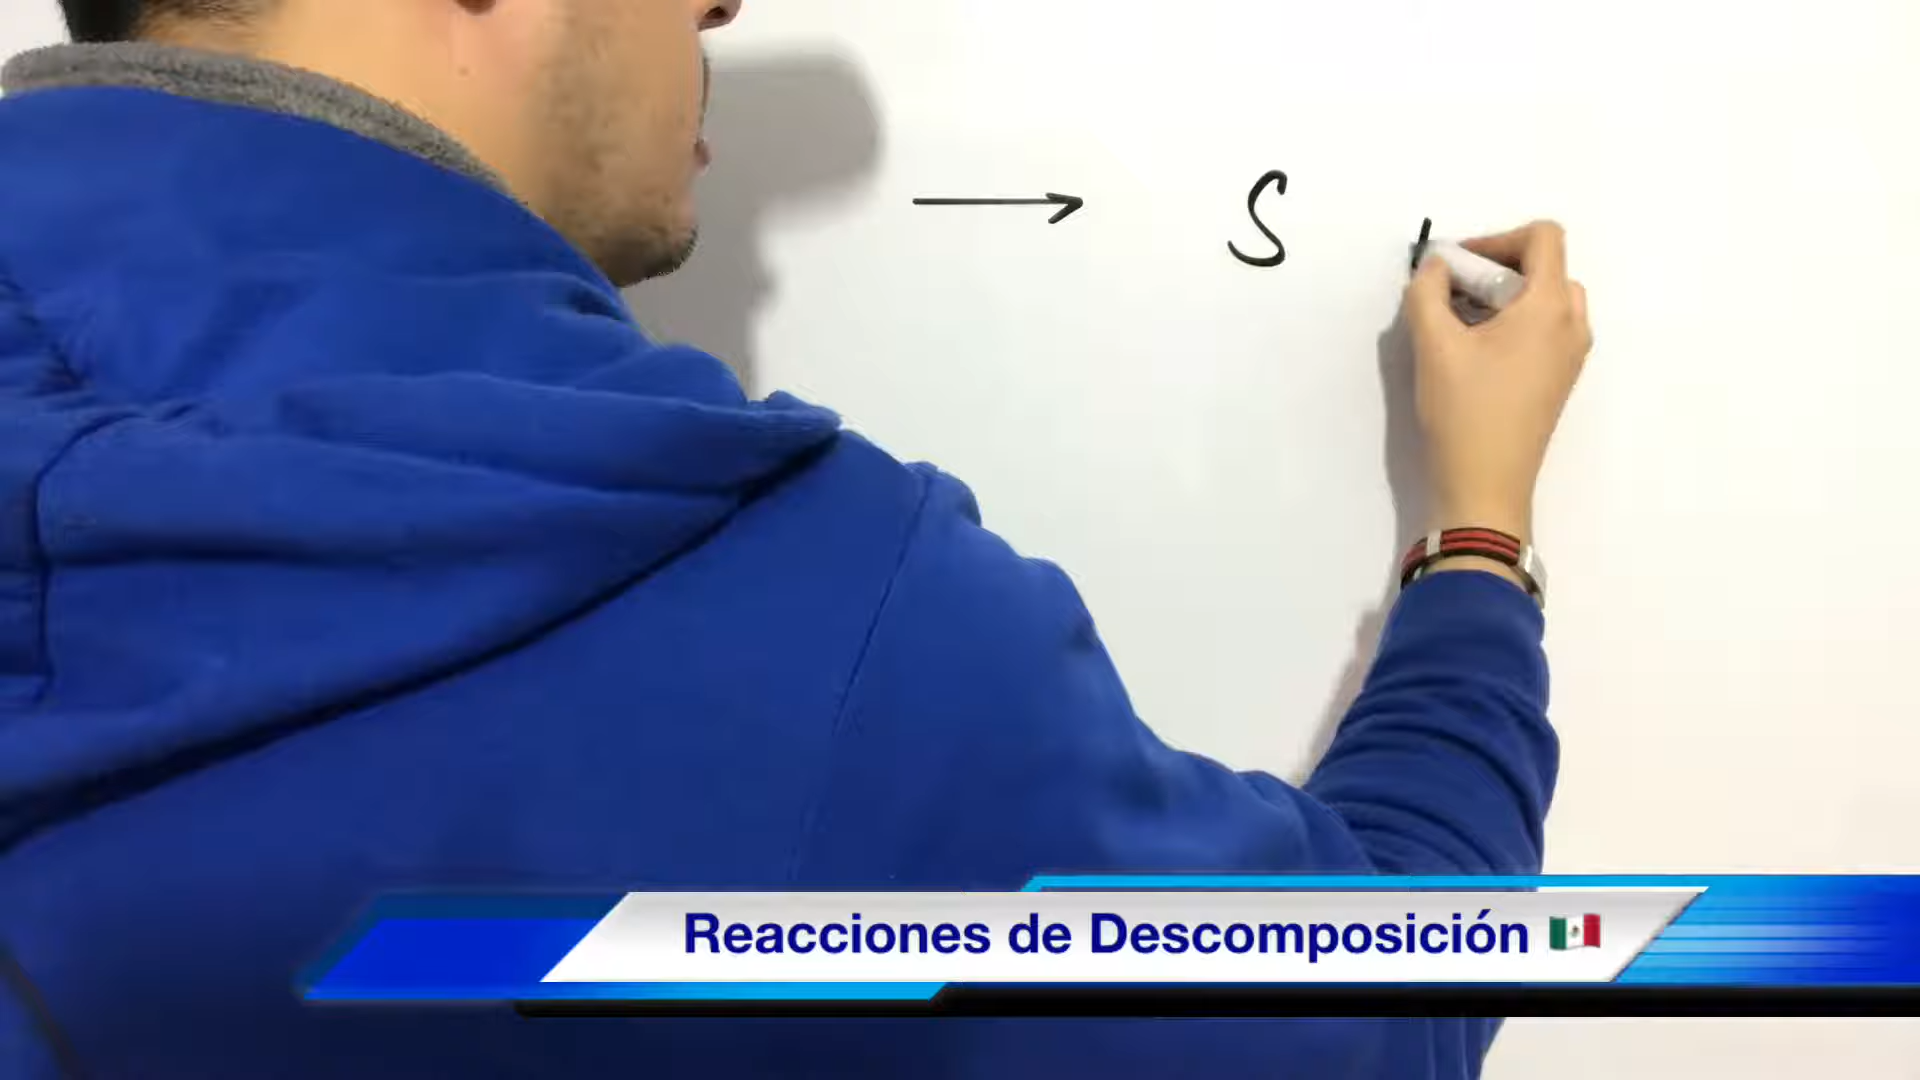 → S
Reacciones de Descomposición 🇲🇽